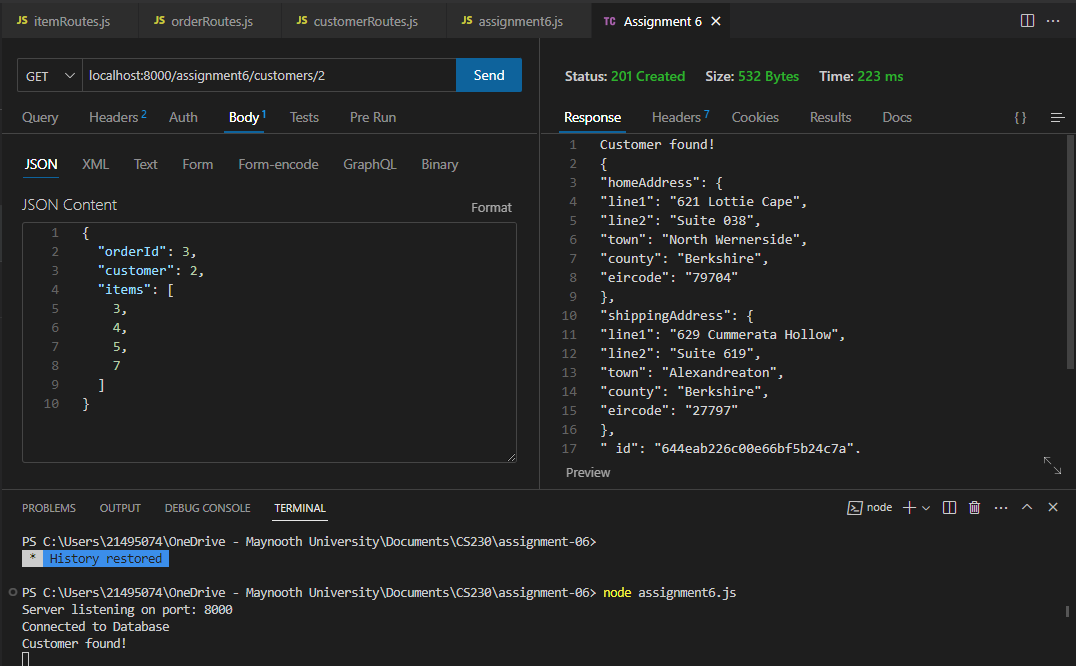 JS itemRoutes.js JS orderRoutes.js JS customerRoutes.js JS assignment6.js TC Assignment 6 ✕ ···
GET localhost:8000/assignment6/customers/2 Send
Query Headers 2 Auth Body 1 Tests Pre Run
JSON XML Text Form Form-encode GraphQL Binary
JSON Content Format
1 {
2 "orderId": 3,
3 "customer": 2,
4 "items": [
5 3,
6 4,
7 5,
8 7
9 ]
10 }
Status: 201 Created Size: 532 Bytes Time: 223 ms
Response Headers 7 Cookies Results Docs {}
1 Customer found!
2 {
3 "homeAddress": {
4 "line1": "621 Lottie Cape",
5 "line2": "Suite 038",
6 "town": "North Wernerside",
7 "county": "Berkshire",
8 "eircode": "79704"
9 },
10 "shippingAddress": {
11 "line1": "629 Cummerata Hollow",
12 "line2": "Suite 619",
13 "town": "Alexandreaton",
14 "county": "Berkshire",
15 "eircode": "27797"
16 },
17 "_id": "644eab226c00e66bf5b24c7a",
Preview
PROBLEMS OUTPUT DEBUG CONSOLE TERMINAL node + ···
PS C:\Users\21495074\OneDrive - Maynooth University\Documents\CS230\assignment-06>
* History restored
PS C:\Users\21495074\OneDrive - Maynooth University\Documents\CS230\assignment-06> node assignment6.js
Server listening on port: 8000
Connected to Database
Customer found!